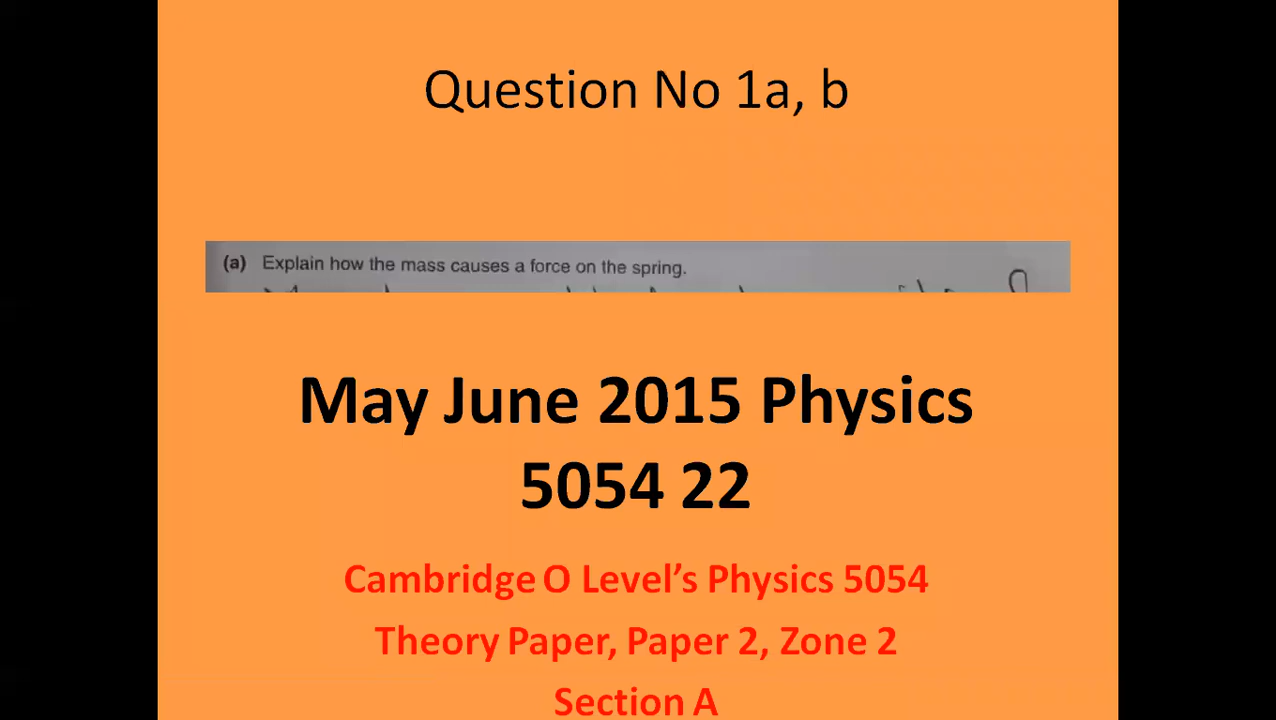 Question No 1a, b
(a) Explain how the mass causes a force on the spring.
May June 2015 Physics
5054 22
Cambridge O Level’s Physics 5054
Theory Paper, Paper 2, Zone 2
Section A